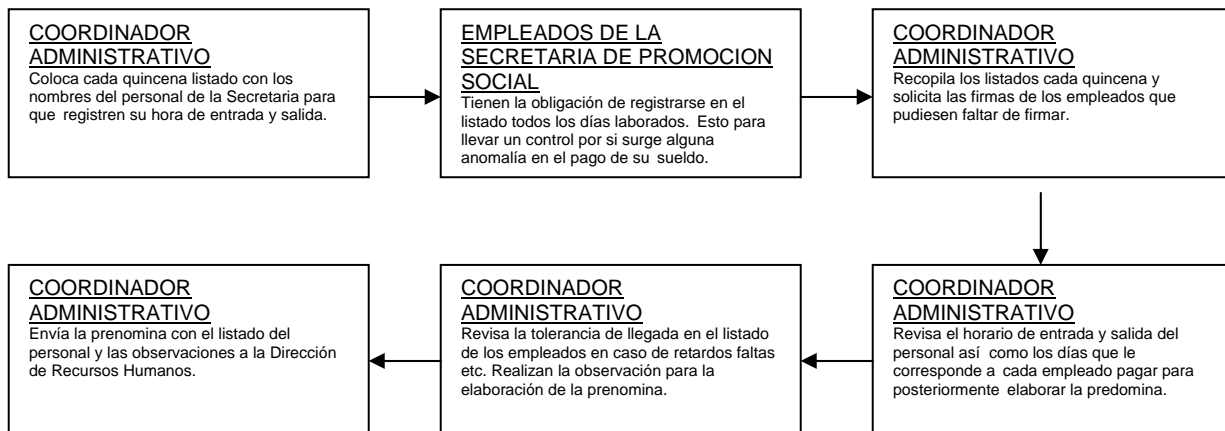 COORDINADOR
ADMINISTRATIVO
Coloca cada quincena listado con los
nombres del personal de la Secretaria para
que registren su hora de entrada y salida.
EMPLEADOS DE LA
SECRETARIA DE PROMOCION
SOCIAL
Tienen la obligación de registrarse en el
listado todos los días laborados. Esto para
llevar un control por si surge alguna
anomalía en el pago de su sueldo.
COORDINADOR
ADMINISTRATIVO
Recopila los listados cada quincena y
solicita las firmas de los empleados que
pudiesen faltar de firmar.
COORDINADOR
ADMINISTRATIVO
Revisa el horario de entrada y salida del
personal así como los días que le
corresponde a cada empleado pagar para
posteriormente elaborar la predomina.
COORDINADOR
ADMINISTRATIVO
Revisa la tolerancia de llegada en el listado
de los empleados en caso de retardos faltas
etc. Realizan la observación para la
elaboración de la prenomina.
COORDINADOR
ADMINISTRATIVO
Envía la prenomina con el listado del
personal y las observaciones a la Dirección
de Recursos Humanos.